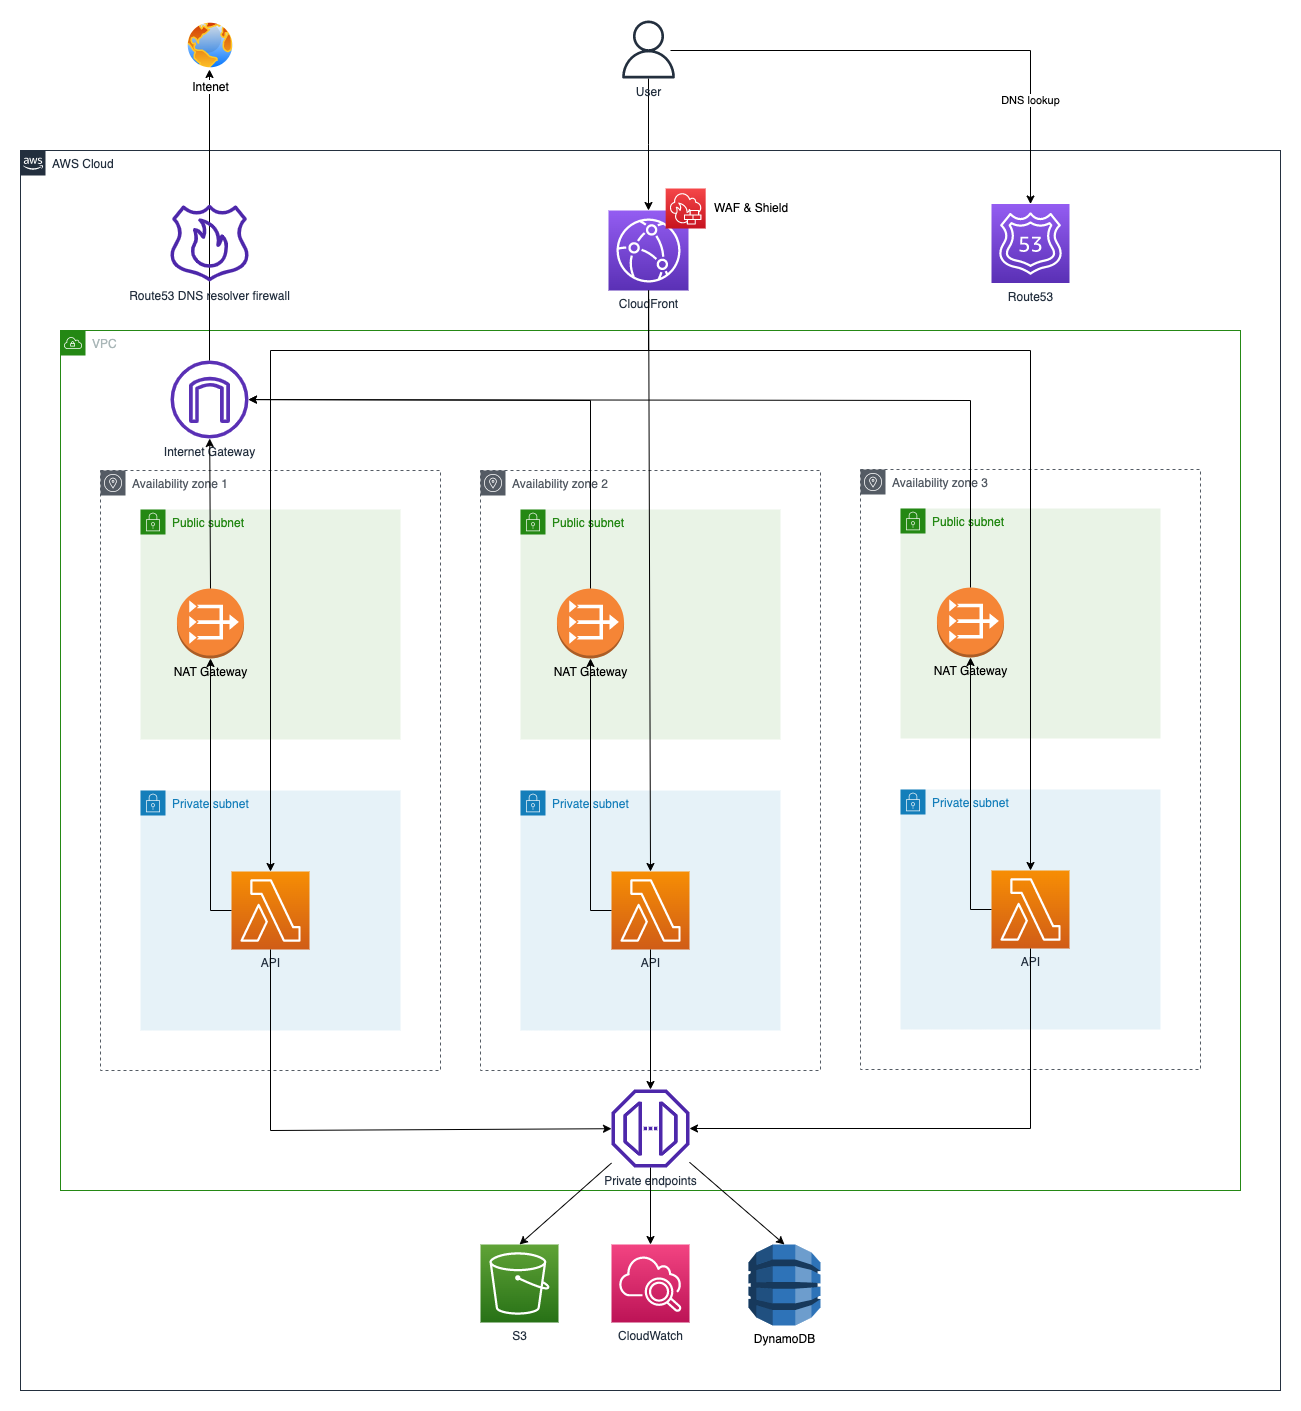 Intenet
User
DNS lookup
aws
AWS Cloud
WAF & Shield
53
Route53 DNS resolver firewall
CloudFront
Route53
VPC
Internet Gateway
Availability zone 1
Availability zone 2
Availability zone 3
Public subnet
Public subnet
Public subnet
NAT Gateway
NAT Gateway
NAT Gateway
Private subnet
Private subnet
Private subnet
API
API
API
Private endpoints
S3
CloudWatch
DynamoDB